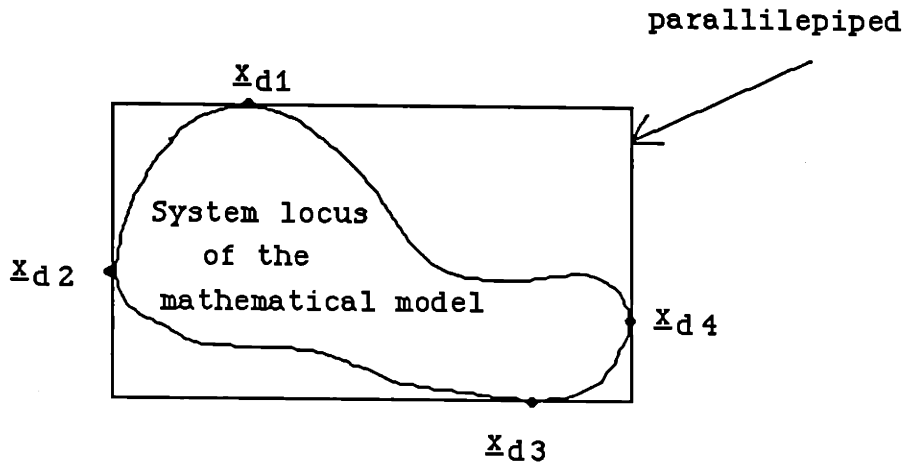 parallilepiped
x_d1
System locus
of the
mathematical model
x_d2
x_d4
x_d3